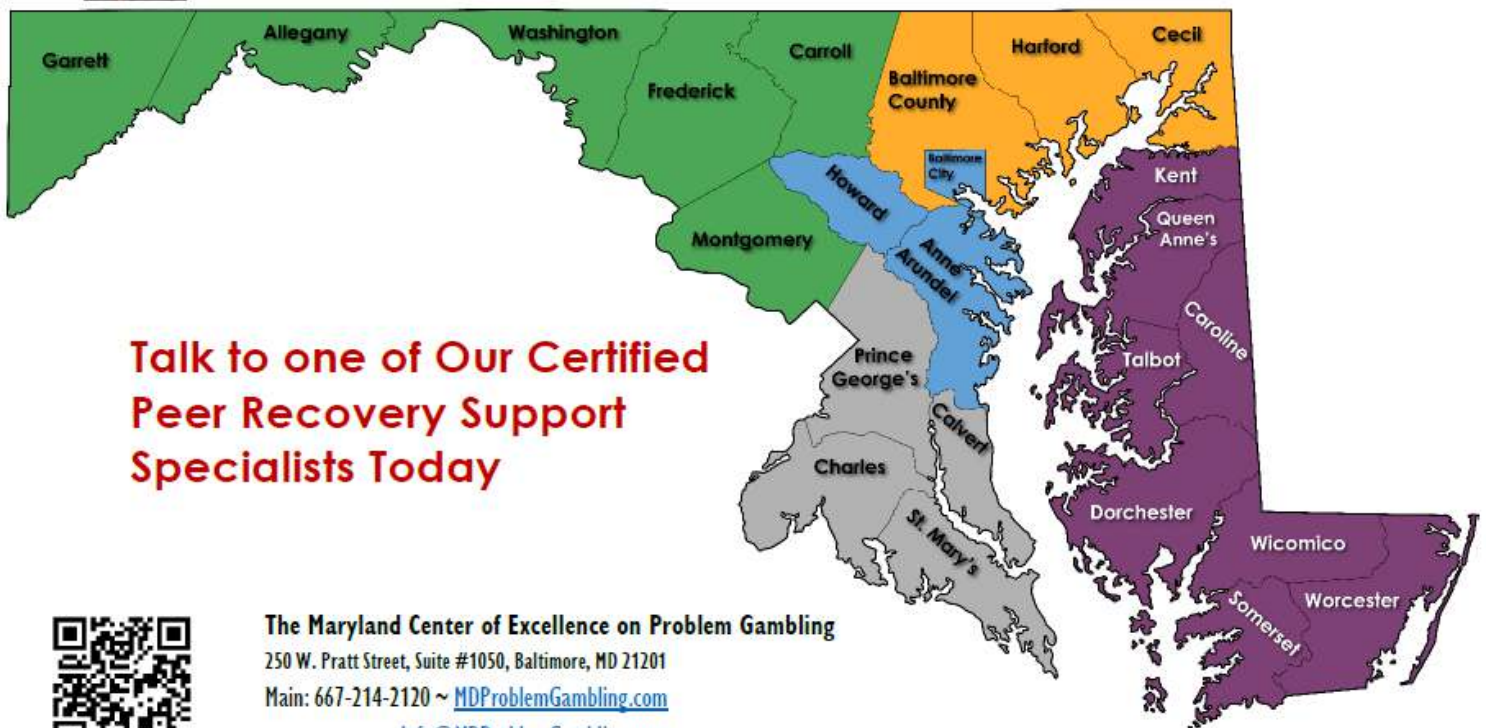 Garrett
Allegany
Washington
Frederick
Carroll
Baltimore
County
Harford
Cecil
Baltimore
City
Howard
Montgomery
Anne
Arundel
Kent
Queen
Anne's
Caroline
Talbot
Prince
George's
Calvert
Charles
St. Mary's
Dorchester
Wicomico
Somerset
Worcester
Talk to one of Our Certified
Peer Recovery Support
Specialists Today
The Maryland Center of Excellence on Problem Gambling
250 W. Pratt Street, Suite #1050, Baltimore, MD 21201
Main: 667-214-2120 ~ MDProblemGambling.com